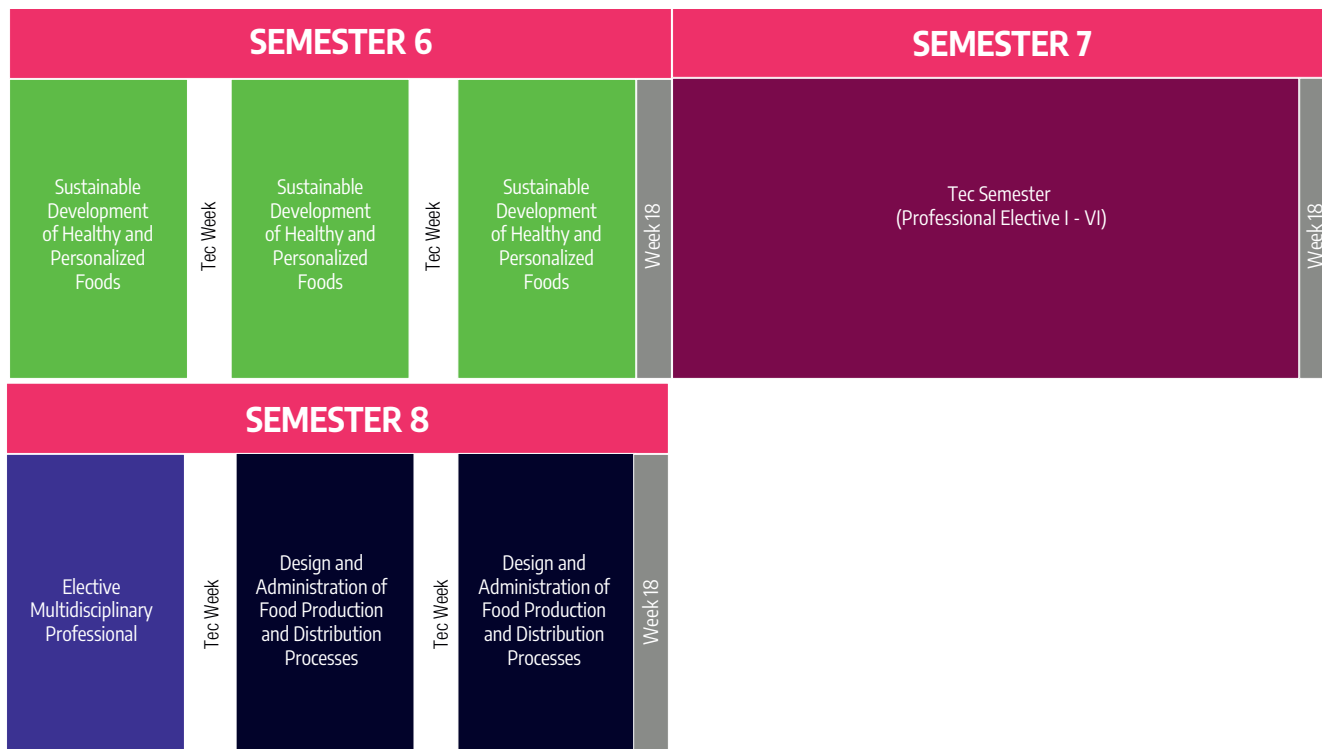 SEMESTER 6
Sustainable
Development
of Healthy and
Personalized
Foods
Tec Week
Sustainable
Development
of Healthy and
Personalized
Foods
Tec Week
Sustainable
Development
of Healthy and
Personalized
Foods
Week 18
SEMESTER 7
Tec Semester
(Professional Elective I - VI)
Week 18
SEMESTER 8
Elective
Multidisciplinary
Professional
Tec Week
Design and
Administration of
Food Production
and Distribution
Processes
Tec Week
Design and
Administration of
Food Production
and Distribution
Processes
Week 18